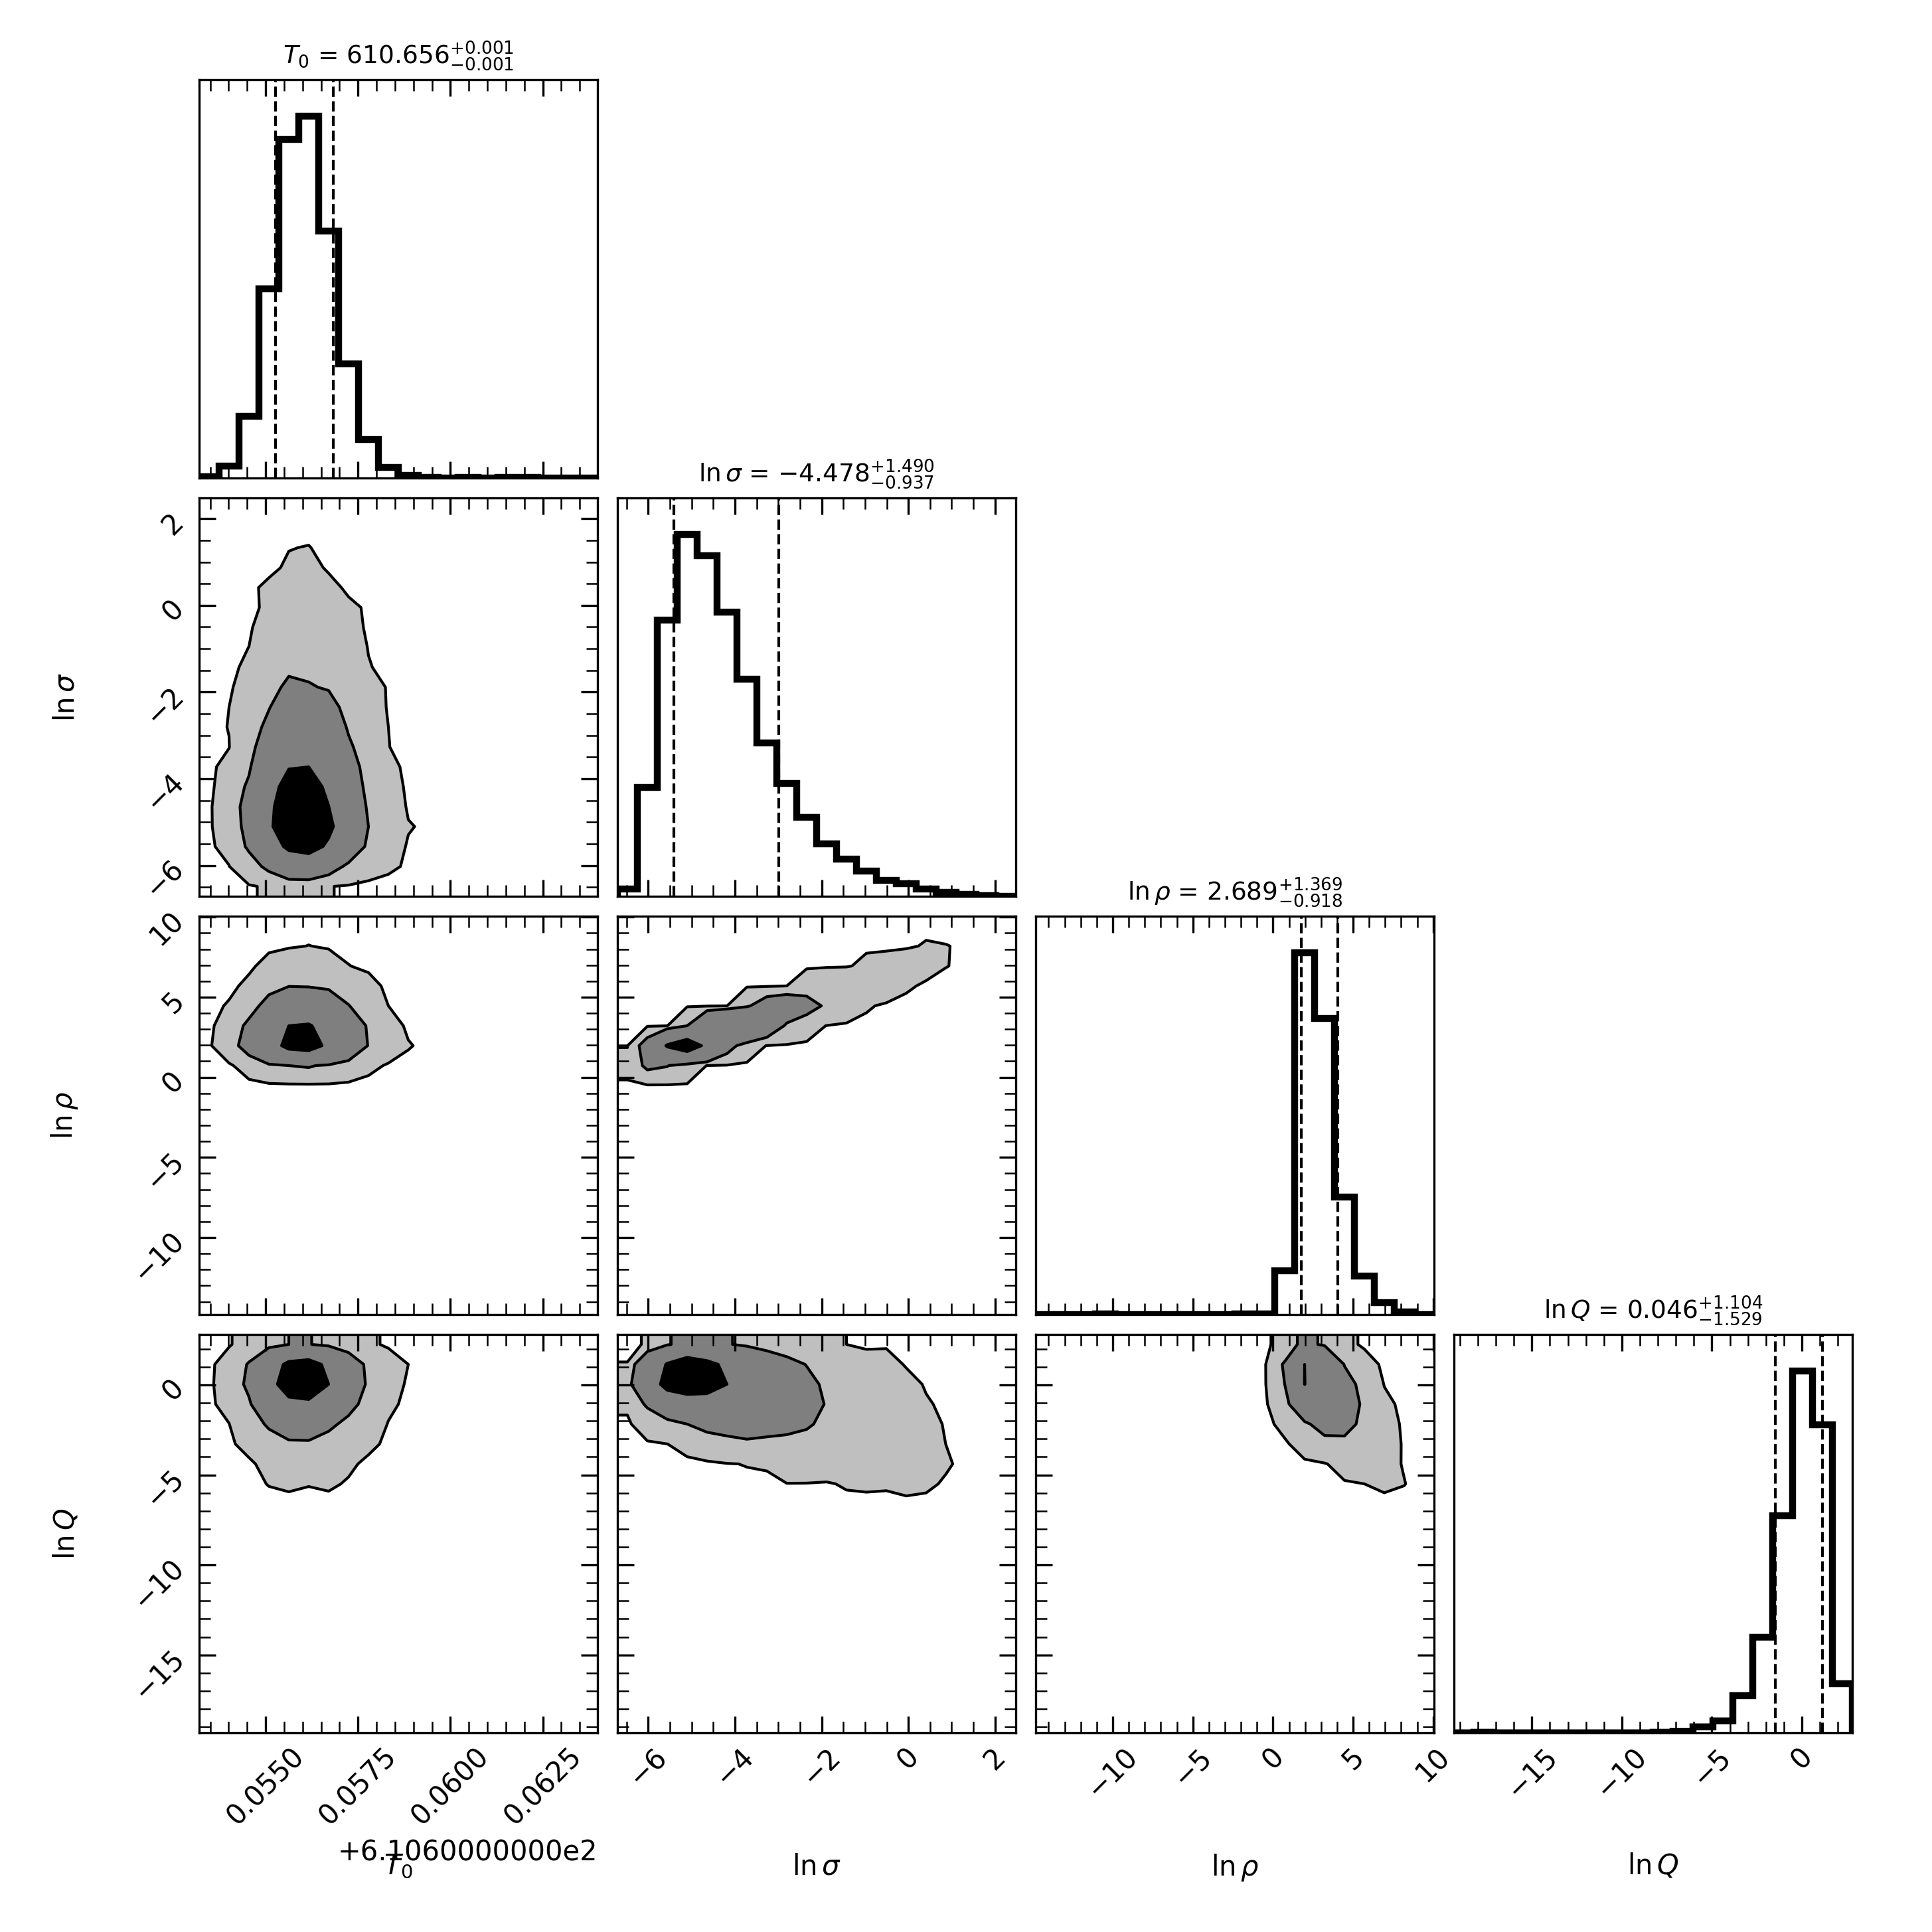 T₀ = 610.656+0.001−0.001
ln σ = −4.478+1.490−0.937
2
0
−2
−4
−6
ln σ
ln ρ = 2.689+1.369−0.918
10
5
0
−5
−10
ln ρ
ln Q = 0.046+1.104−1.529
0
−5
−10
−15
ln Q
0.0550 0.0575 0.0600 0.0625
−6 −4 −2 0 2
−10 −5 0 5 10
−15 −10 −5 0
+6.1060000000e2
T₀ ln σ ln ρ ln Q